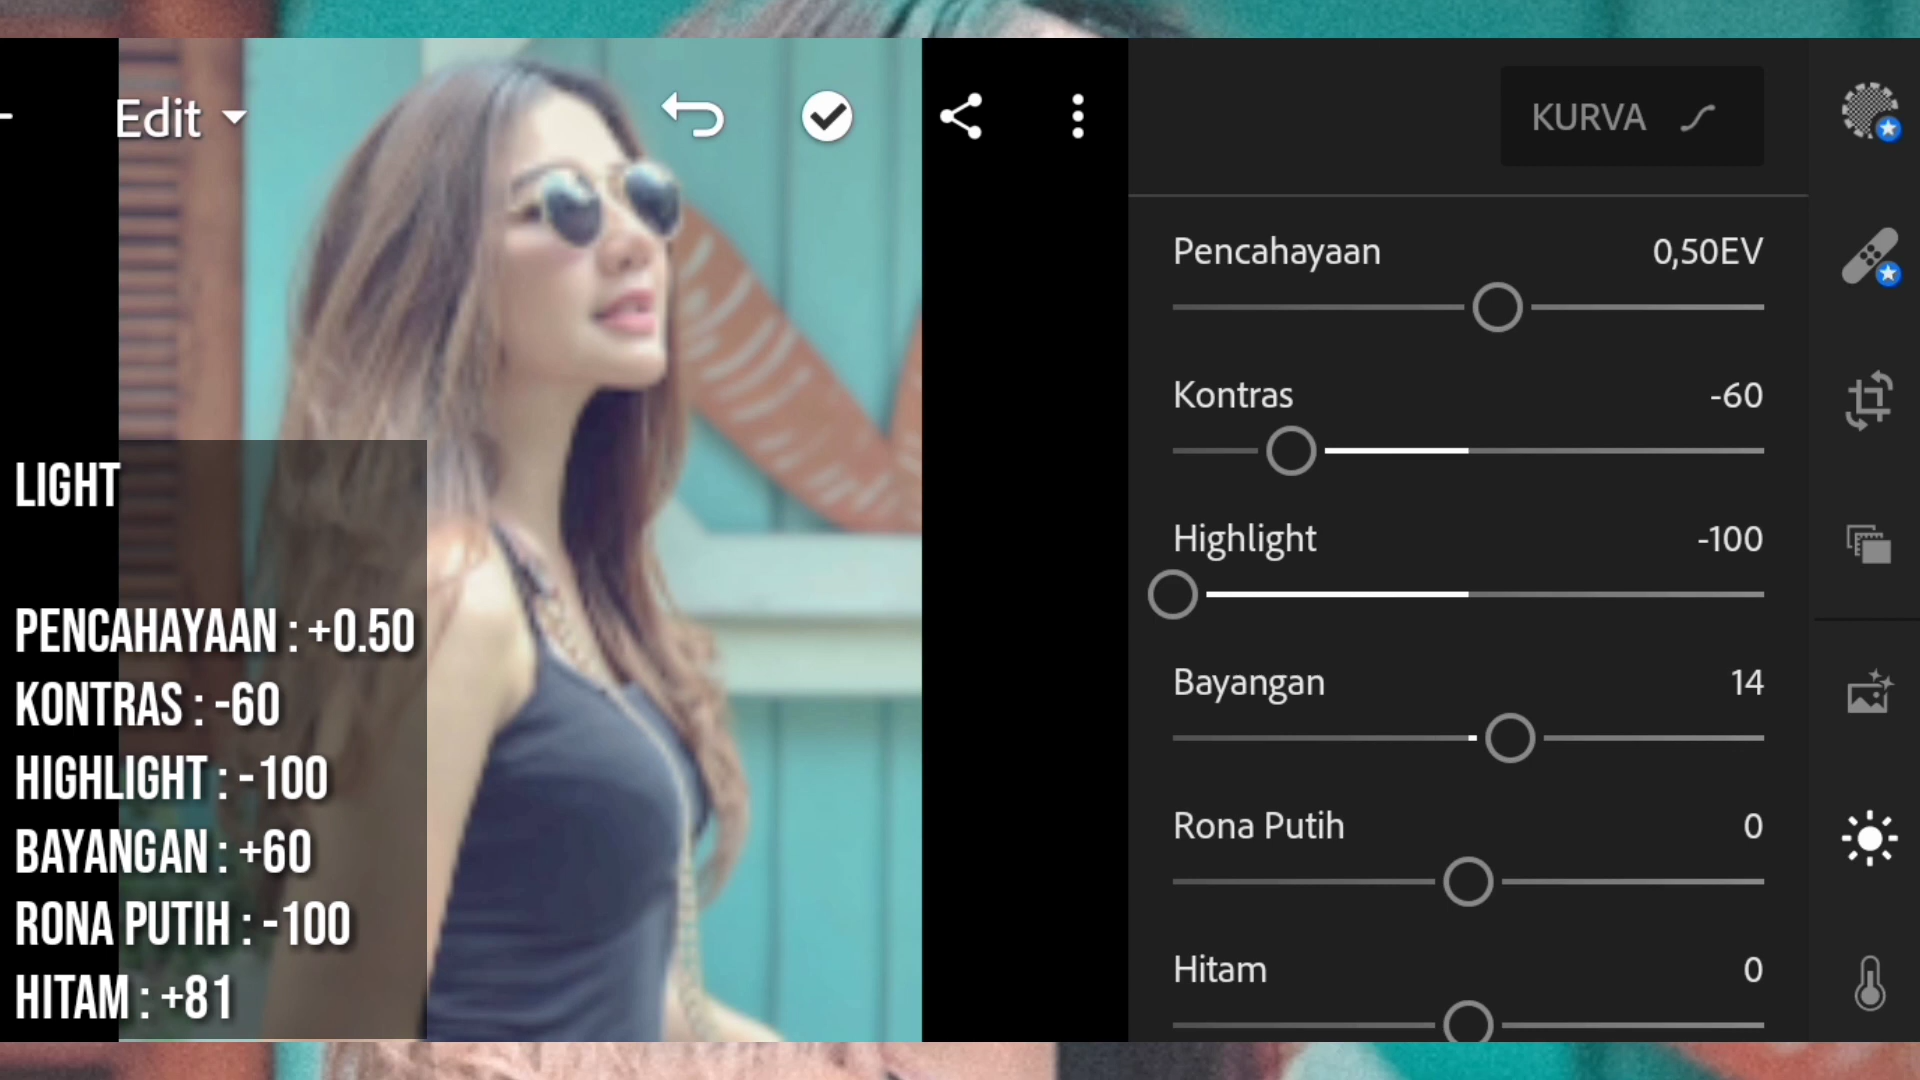 Edit
KURVA
Pencahayaan 0,50EV
Kontras -60
Highlight -100
Bayangan 14
Rona Putih 0
Hitam 0
LIGHT
PENCAHAYAAN : +0.50
KONTRAS : -60
HIGHLIGHT : -100
BAYANGAN : +60
RONA PUTIH : -100
HITAM : +81